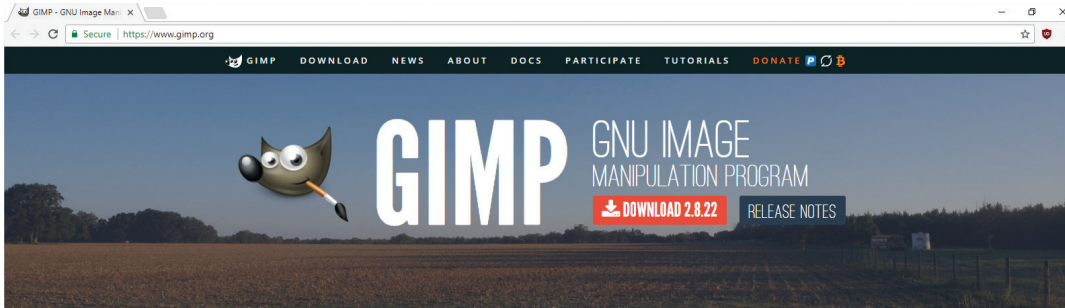 GIMP - GNU Image Man
Secure | https://www.gimp.org
GIMP DOWNLOAD NEWS ABOUT DOCS PARTICIPATE TUTORIALS DONATE
GIMP
GNU IMAGE
MANIPULATION PROGRAM
DOWNLOAD 2.8.22 RELEASE NOTES